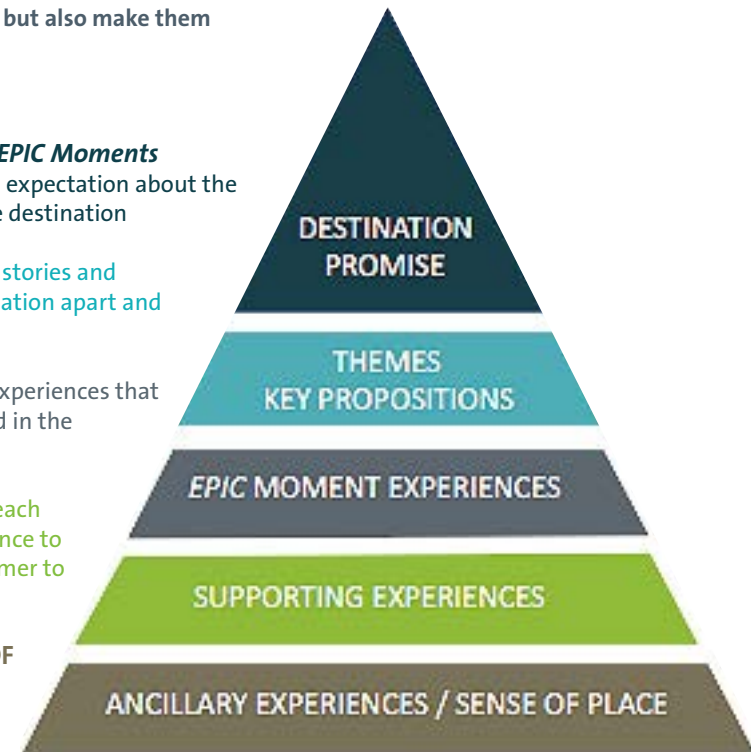 but also make them
EPIC Moments
expectation about the
destination
stories and
ation apart and
xperiences that
d in the
each
nce to
mer to
OF
DESTINATION
PROMISE
THEMES
KEY PROPOSITIONS
EPIC MOMENT EXPERIENCES
SUPPORTING EXPERIENCES
ANCILLARY EXPERIENCES / SENSE OF PLACE